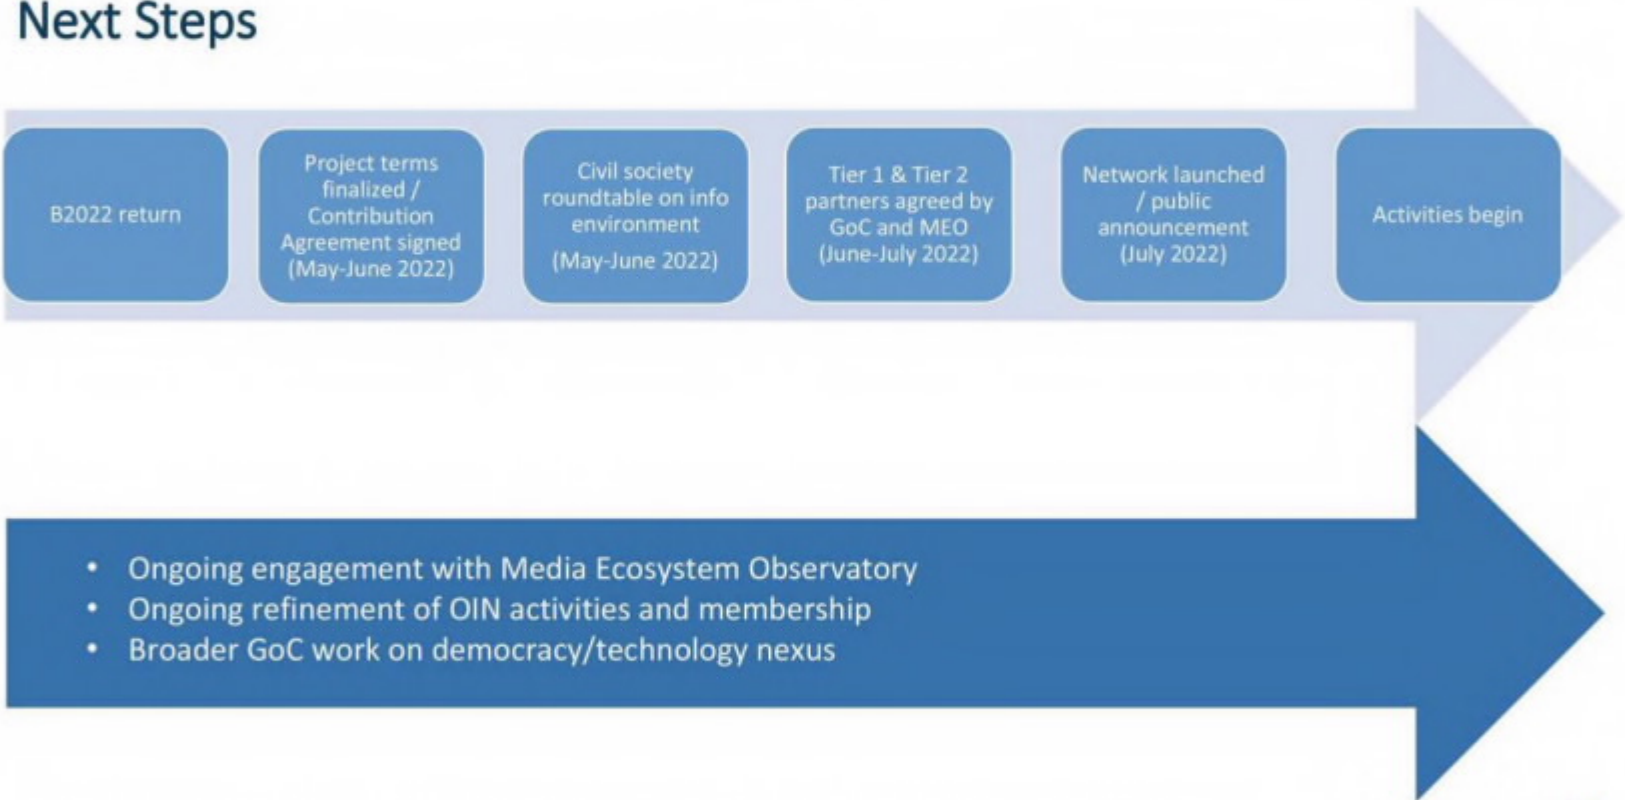 Next Steps
B2022 return
Project terms
finalized /
Contribution
Agreement signed
(May-June 2022)
Civil society
roundtable on info
environment
(May-June 2022)
Tier 1 & Tier 2
partners agreed by
GoC and MEO
(June-July 2022)
Network launched
/ public
announcement
(July 2022)
Activities begin
• Ongoing engagement with Media Ecosystem Observatory
• Ongoing refinement of OIN activities and membership
• Broader GoC work on democracy/technology nexus